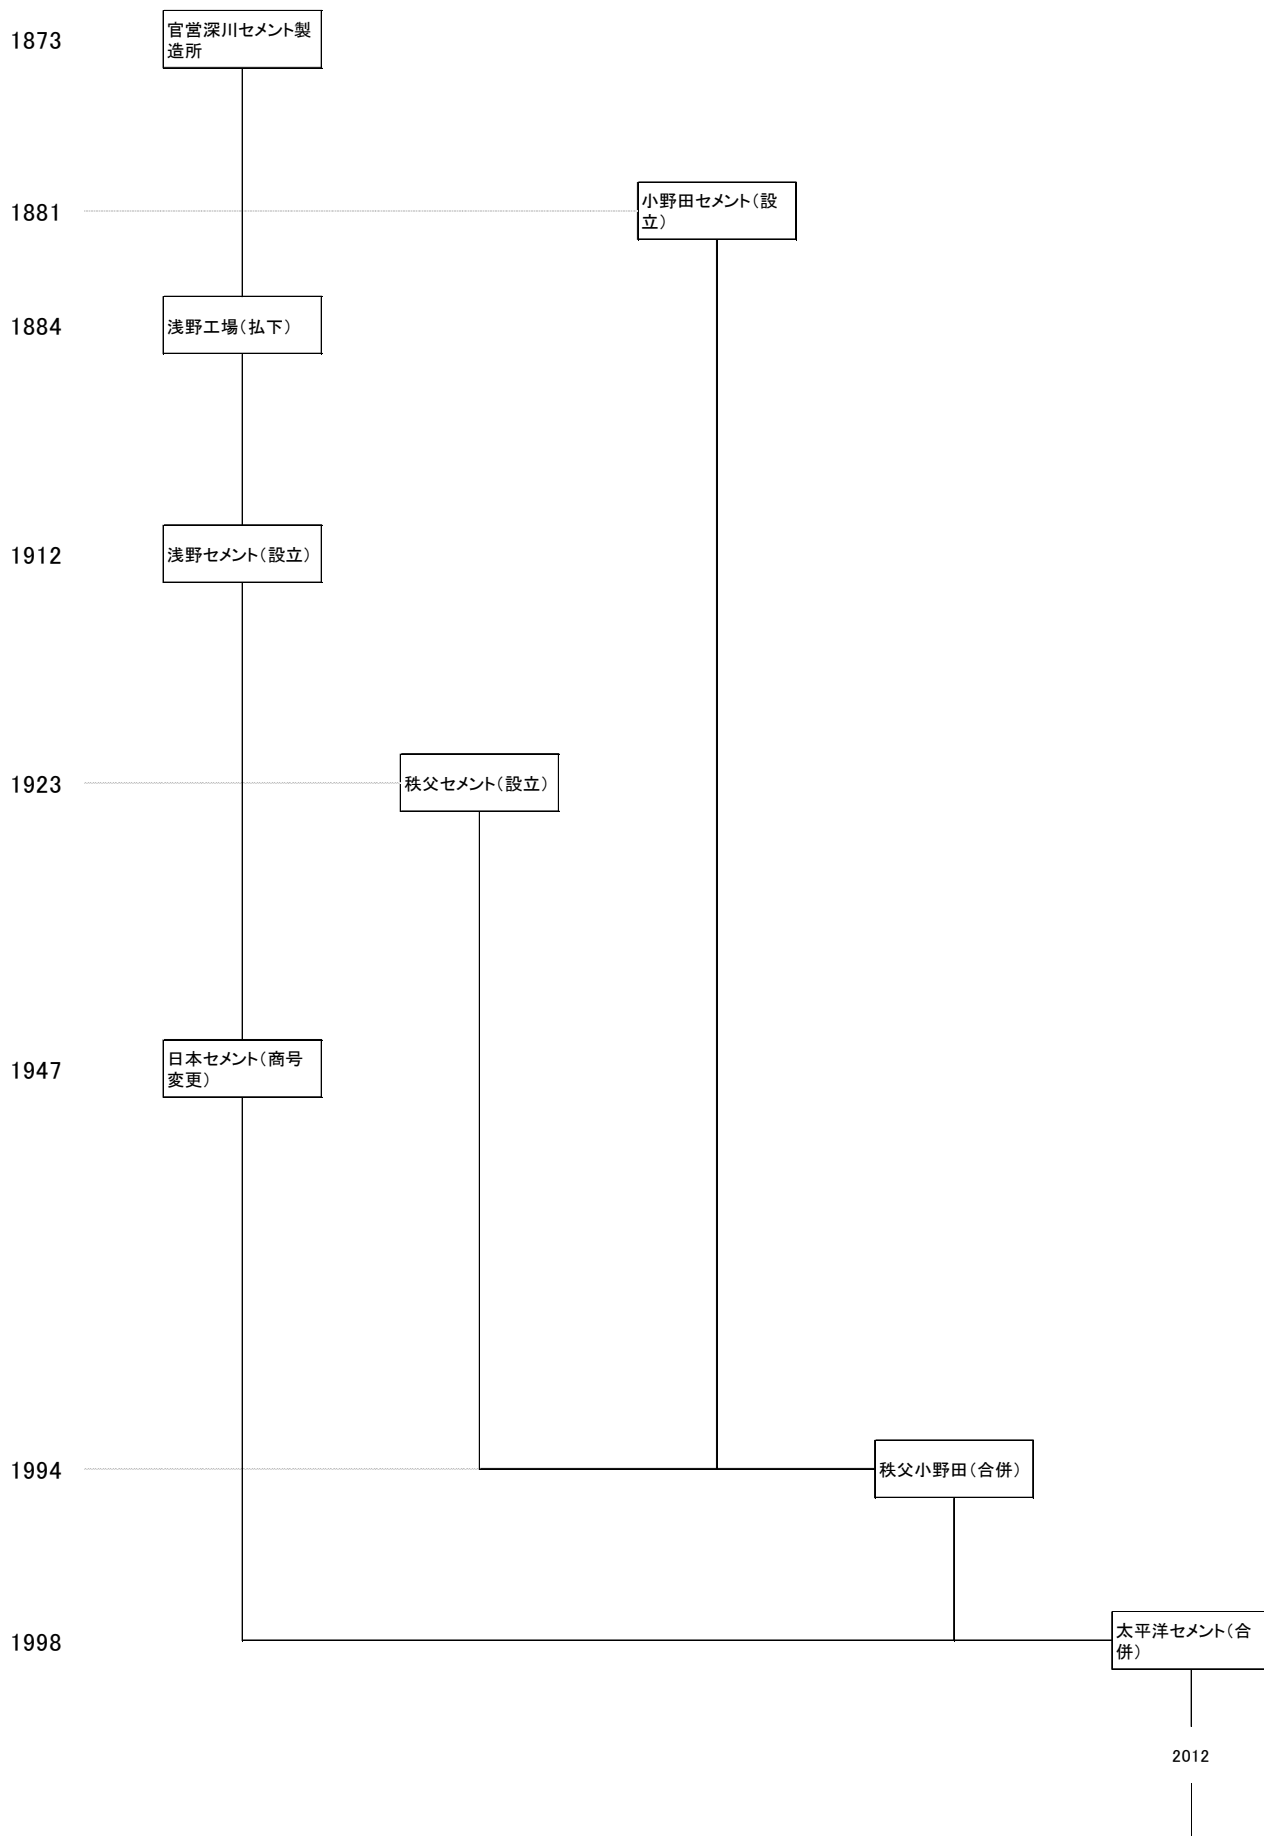 1873
官営深川セメント製
造所
1881
小野田セメント(設
立)
1884
浅野工場(払下)
1912
浅野セメント(設立)
1923
秩父セメント(設立)
1947
日本セメント(商号
変更)
1994
秩父小野田(合併)
1998
太平洋セメント(合
併)
2012